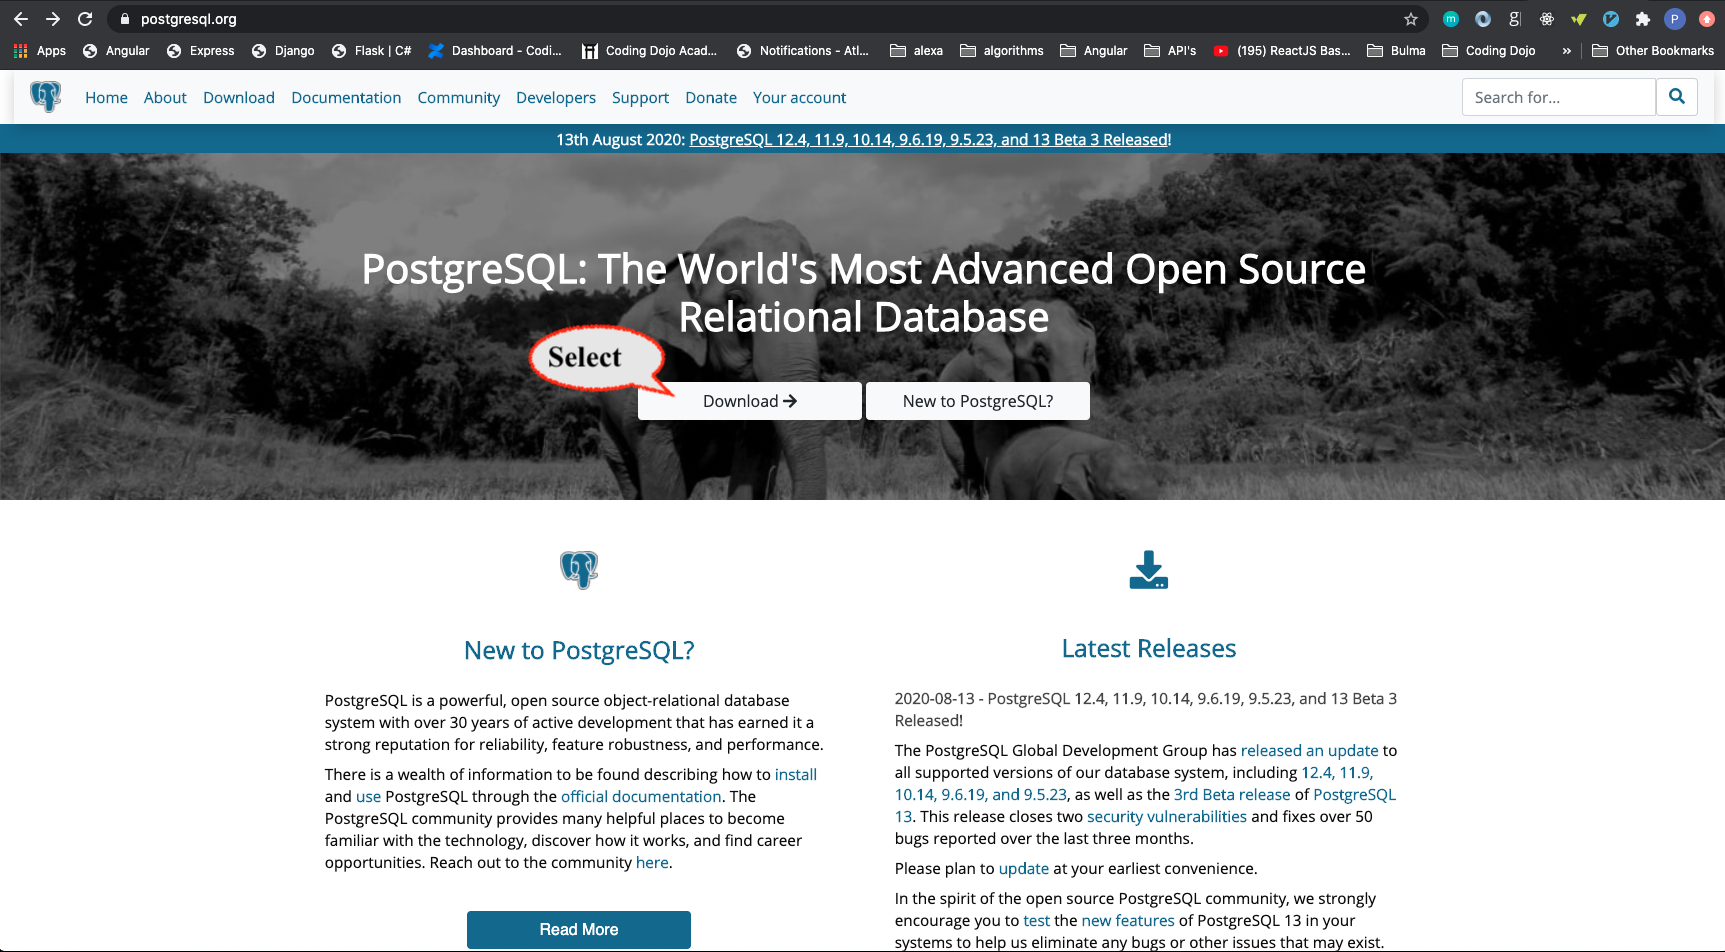 postgresql.org
m
g
P
Apps
Angular
Express
Django
Flask | C#
Dashboard - Codi...
Coding Dojo Acad...
Notifications - Atl...
alexa
algorithms
Angular
API's
(195) ReactJS Bas...
Bulma
Coding Dojo
»
Other Bookmarks
Home
About
Download
Documentation
Community
Developers
Support
Donate
Your account
Search for...
13th August 2020: PostgreSQL 12.4, 11.9, 10.14, 9.6.19, 9.5.23, and 13 Beta 3 Released!
PostgreSQL: The World's Most Advanced Open Source
Relational Database
Select
Download
New to PostgreSQL?
New to PostgreSQL?
PostgreSQL is a powerful, open source object-relational database
system with over 30 years of active development that has earned it a
strong reputation for reliability, feature robustness, and performance.
There is a wealth of information to be found describing how to install
and use PostgreSQL through the official documentation. The
PostgreSQL community provides many helpful places to become
familiar with the technology, discover how it works, and find career
opportunities. Reach out to the community here.
Read More
Latest Releases
2020-08-13 - PostgreSQL 12.4, 11.9, 10.14, 9.6.19, 9.5.23, and 13 Beta 3
Released!
The PostgreSQL Global Development Group has released an update to
all supported versions of our database system, including 12.4, 11.9,
10.14, 9.6.19, and 9.5.23, as well as the 3rd Beta release of PostgreSQL
13. This release closes two security vulnerabilities and fixes over 50
bugs reported over the last three months.
Please plan to update at your earliest convenience.
In the spirit of the open source PostgreSQL community, we strongly
encourage you to test the new features of PostgreSQL 13 in your
systems to help us eliminate any bugs or other issues that may exist.